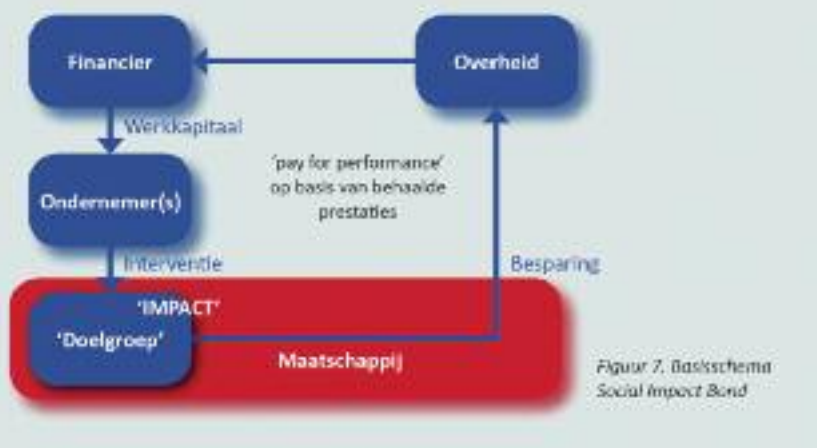 Financier
Overheid
Werkkapitaal
'pay for performance'
op basis van behaalde
prestaties
Ondernemer(s)
Interventie
Besparing
'IMPACT'
'Doelgroep'
Maatschappij
Figuur 7. Basisschema
Social Impact Bond